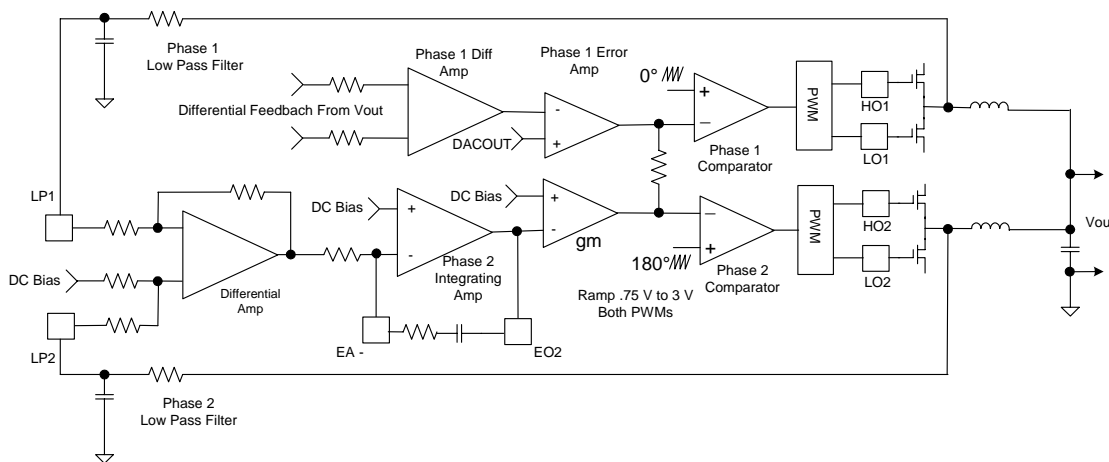 Phase 1
Low Pass Filter
Phase 1 Diff
Amp
Phase 1 Error
Amp
Differential Feedbach From Vout
DACOUT
-
+
0°
+
–
Phase 1
Comparator
PWM
HO1
LO1
LP1
DC Bias
Differential
Amp
LP2
DC Bias
+
-
Phase 2
Integrating
Amp
EA -
EO2
DC Bias
+
-
gm
–
+
180°
Phase 2
Comparator
Ramp .75 V to 3 V
Both PWMs
PWM
HO2
LO2
Vou
Phase 2
Low Pass Filter